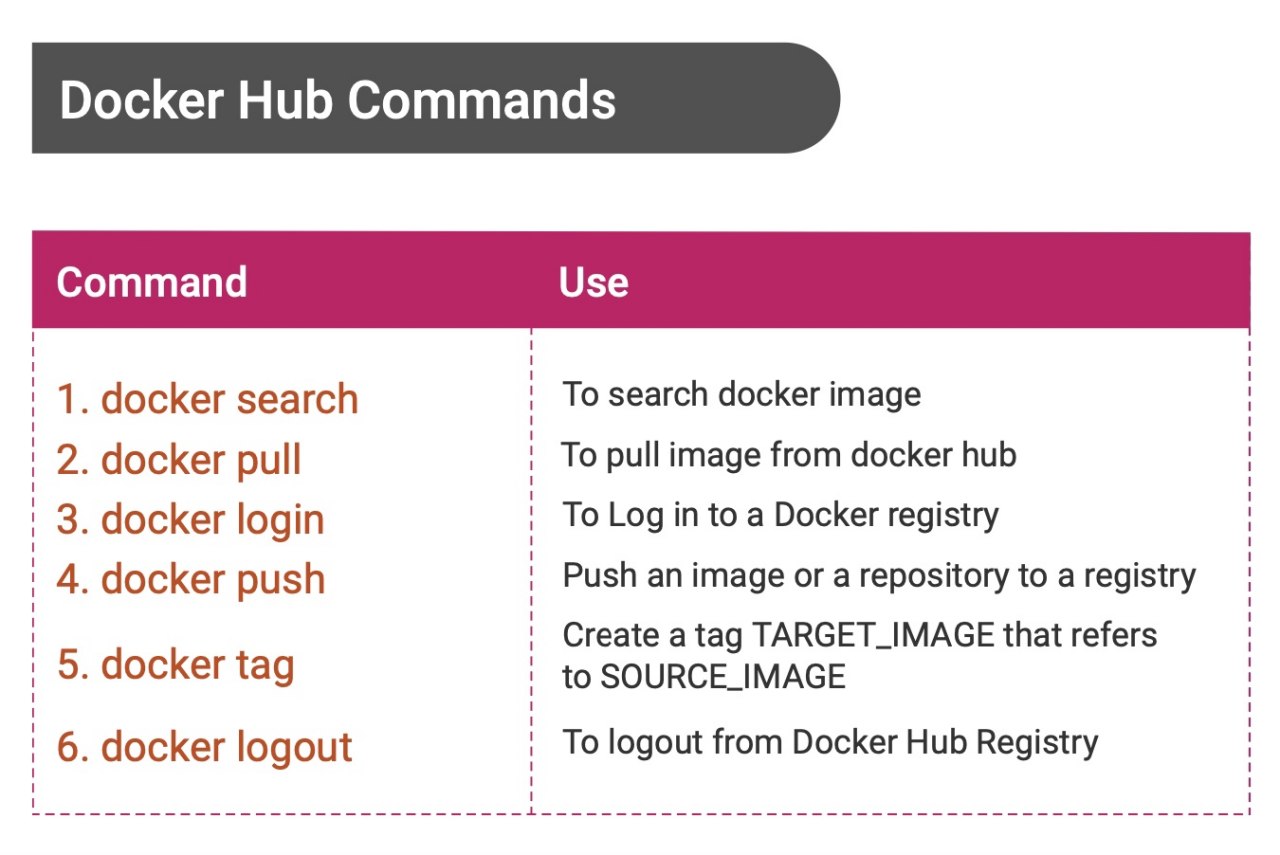 Docker Hub Commands
Command Use
1. docker search To search docker image
2. docker pull To pull image from docker hub
3. docker login To Log in to a Docker registry
4. docker push Push an image or a repository to a registry
5. docker tag Create a tag TARGET_IMAGE that refers
to SOURCE_IMAGE
6. docker logout To logout from Docker Hub Registry